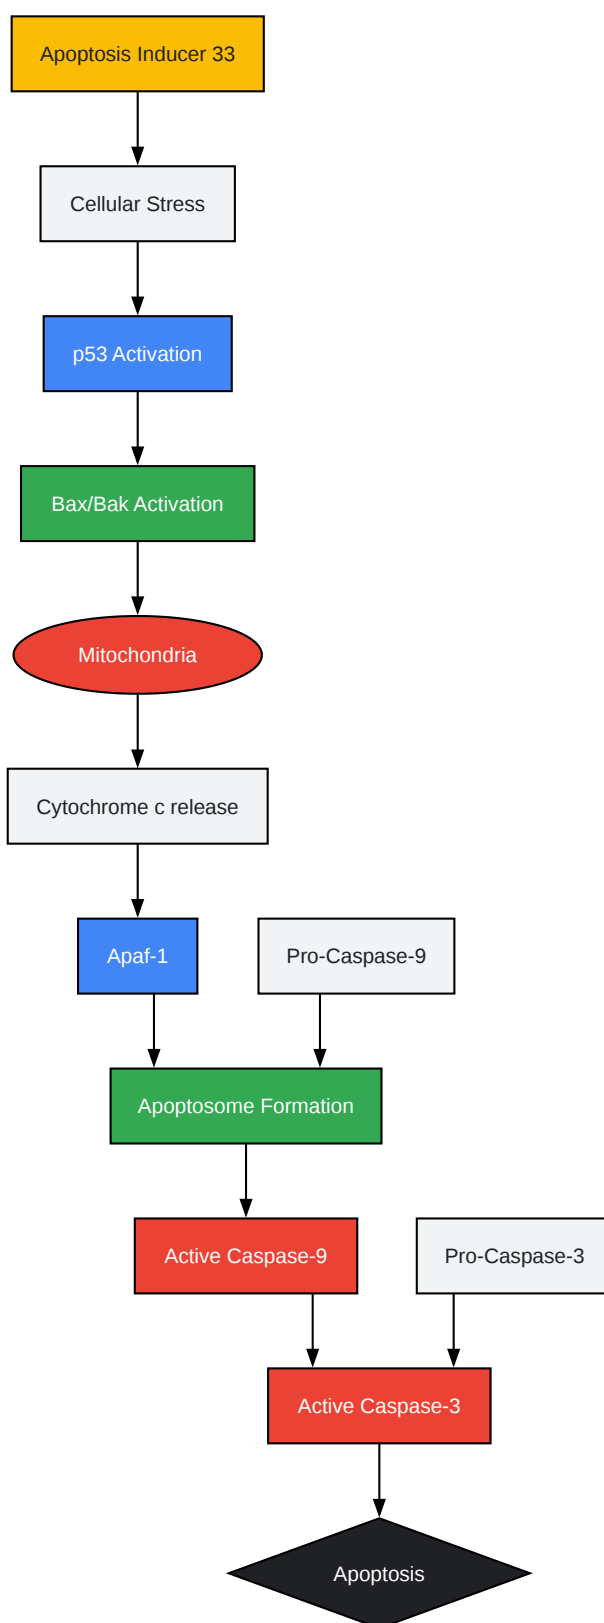 Apoptosis Inducer 33
Cellular Stress
p53 Activation
Bax/Bak Activation
Mitochondria
Cytochrome c release
Apaf-1
Pro-Caspase-9
Apoptosome Formation
Active Caspase-9
Pro-Caspase-3
Active Caspase-3
Apoptosis